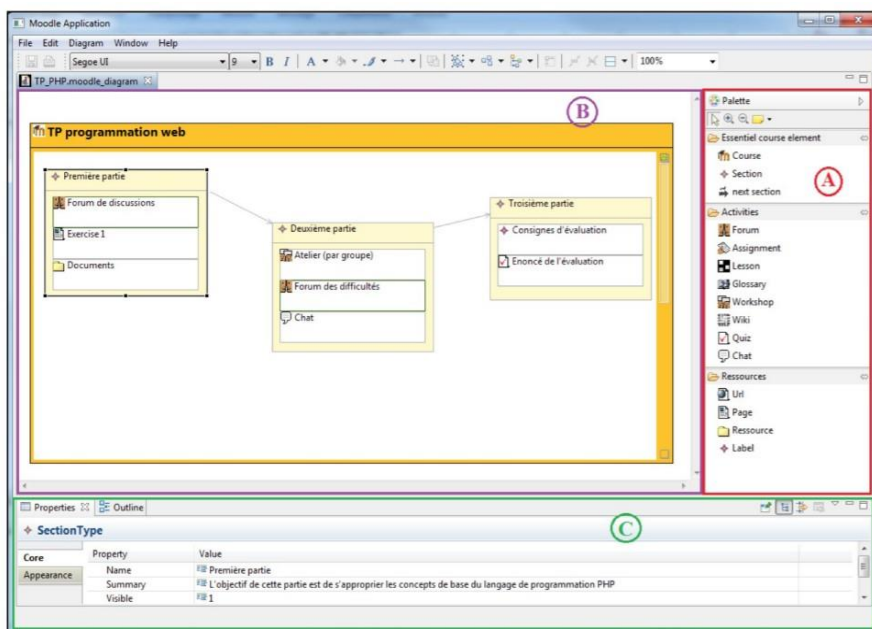 Moodle Application
File Edit Diagram Window Help
Segoe UI 9 B I A 100%
TP_PHP.moodle_diagram
B
TP programmation web
Première partie
Forum de discussions
Exercise 1
Documents
Deuxième partie
Atelier (par groupe)
Forum des difficultés
Chat
Troisième partie
Consignes d'évaluation
Enoncé de l'évaluation
Palette
Essentiel course element
Course
Section
next section
A
Activities
Forum
Assignment
Lesson
Glossary
Workshop
Wiki
Quiz
Chat
Ressources
Url
Page
Ressource
Label
Properties Outline
C
SectionType
Core
Appearance
Property Value
Name Première partie
Summary L'objectif de cette partie est de s'approprier les concepts de base du langage de programmation PHP
Visible 1